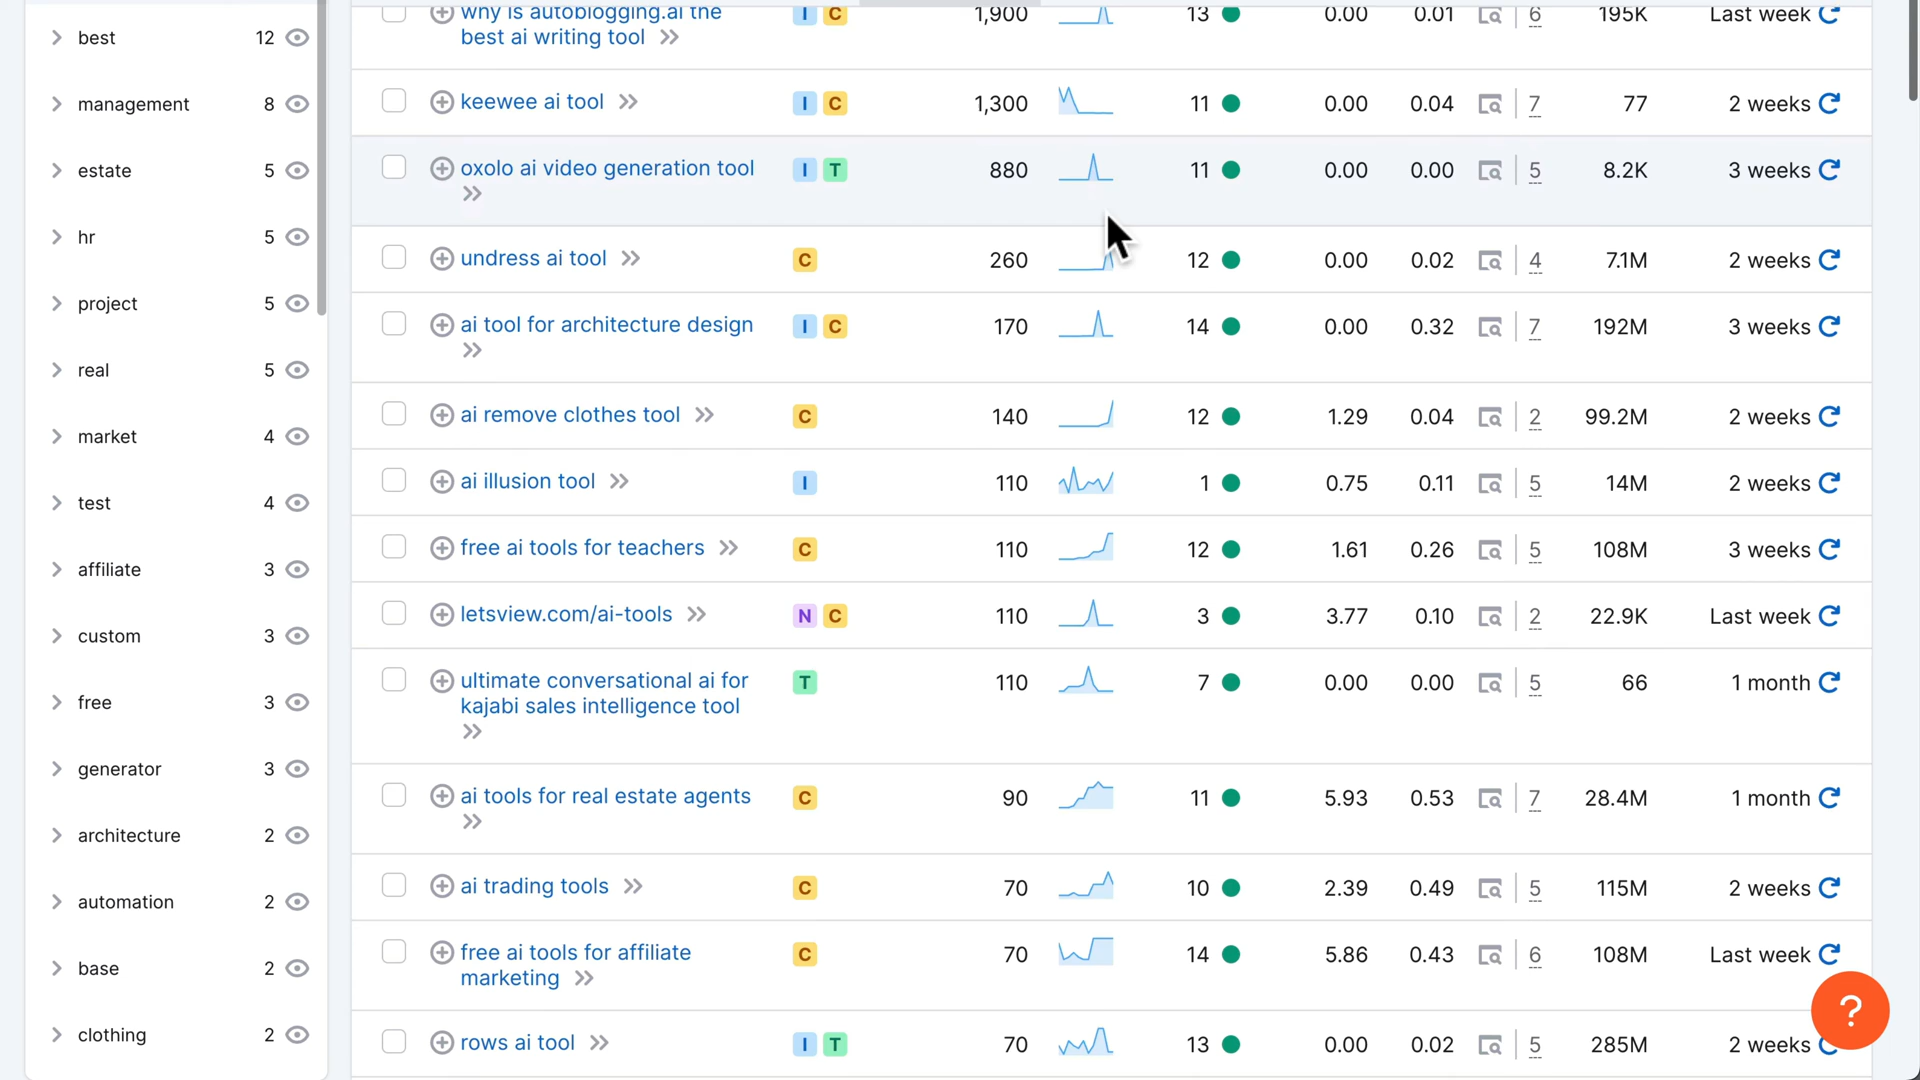 best 12
management 8
estate 5
hr 5
project 5
real 5
market 4
test 4
affiliate 3
custom 3
free 3
generator 3
architecture 2
automation 2
base 2
clothing 2
why is autoblogging.ai the I C 1,900 13 0.00 0.01 6 195K Last week
best ai writing tool
keewee ai tool I C 1,300 11 0.00 0.04 7 77 2 weeks
oxolo ai video generation tool I T 880 11 0.00 0.00 5 8.2K 3 weeks
undress ai tool C 260 12 0.00 0.02 4 7.1M 2 weeks
ai tool for architecture design I C 170 14 0.00 0.32 7 192M 3 weeks
ai remove clothes tool C 140 12 1.29 0.04 2 99.2M 2 weeks
ai illusion tool I 110 1 0.75 0.11 5 14M 2 weeks
free ai tools for teachers C 110 12 1.61 0.26 5 108M 3 weeks
letsview.com/ai-tools N C 110 3 3.77 0.10 2 22.9K Last week
ultimate conversational ai for T 110 7 0.00 0.00 5 66 1 month
kajabi sales intelligence tool
ai tools for real estate agents C 90 11 5.93 0.53 7 28.4M 1 month
ai trading tools C 70 10 2.39 0.49 5 115M 2 weeks
free ai tools for affiliate C 70 14 5.86 0.43 6 108M Last week
marketing
rows ai tool I T 70 13 0.00 0.02 5 285M 2 weeks
?